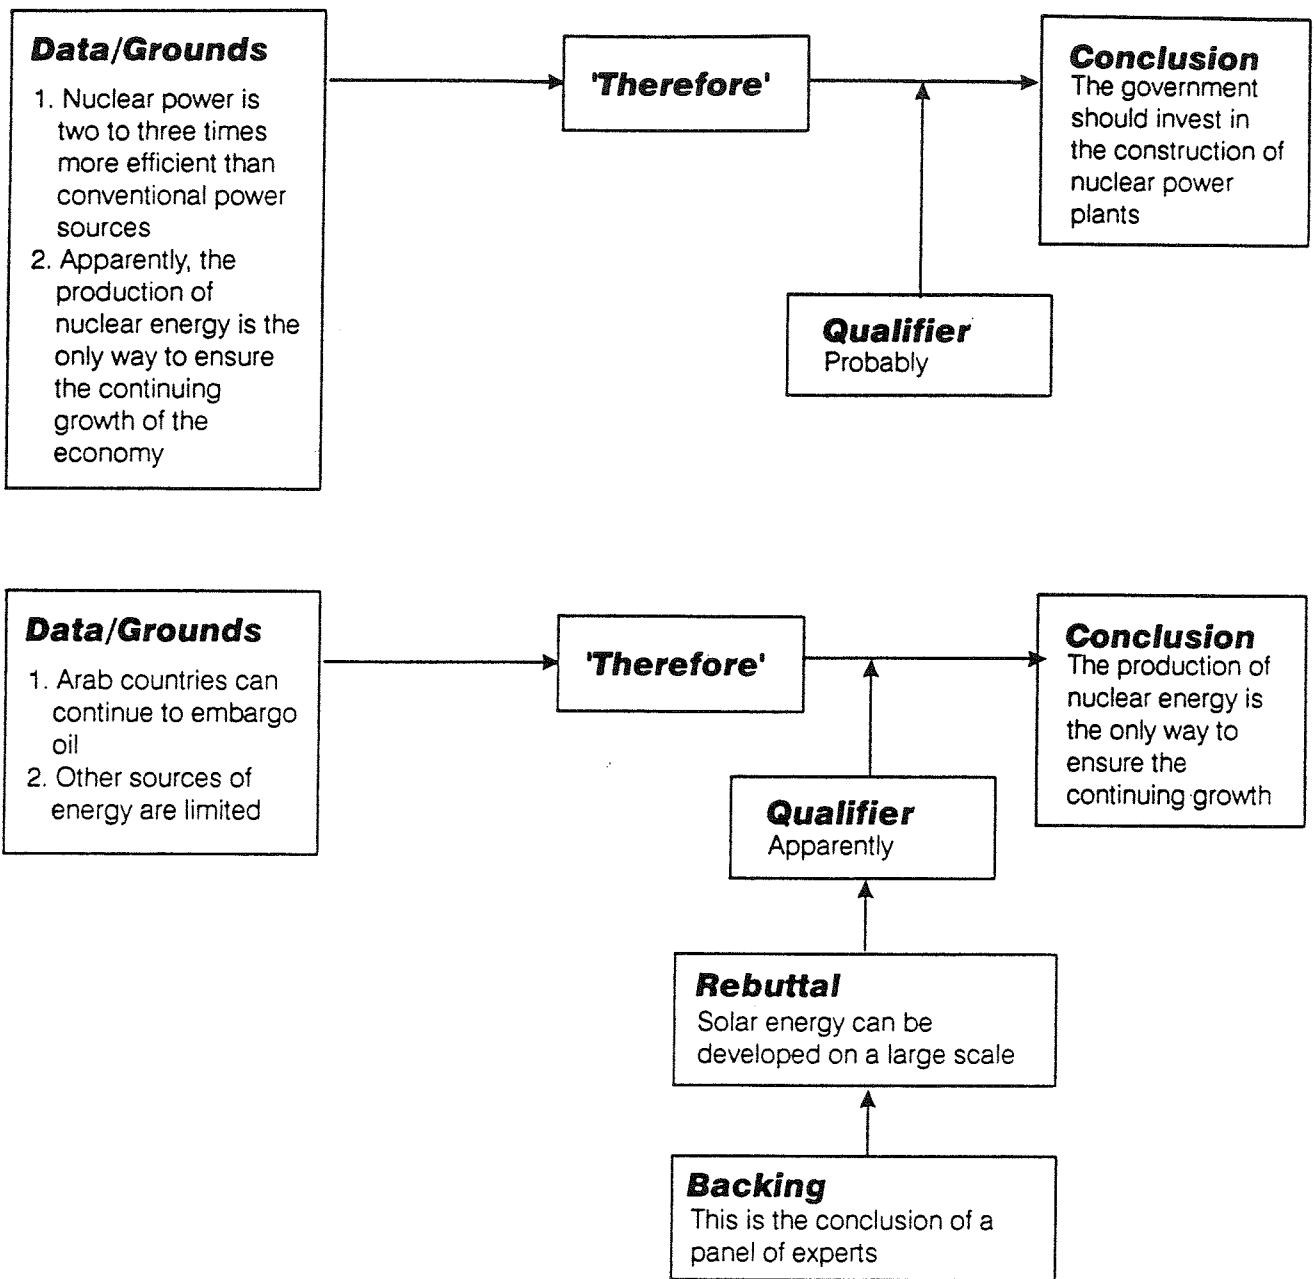 Data/Grounds
1. Nuclear power is
two to three times
more efficient than
conventional power
sources
2. Apparently, the
production of
nuclear energy is the
only way to ensure
the continuing
growth of the
economy
'Therefore'
Conclusion
The government
should invest in
the construction of
nuclear power
plants
Qualifier
Probably
Data/Grounds
1. Arab countries can
continue to embargo
oil
2. Other sources of
energy are limited
'Therefore'
Conclusion
The production of
nuclear energy is
the only way to
ensure the
continuing growth
Qualifier
Apparently
Rebuttal
Solar energy can be
developed on a large scale
Backing
This is the conclusion of a
panel of experts